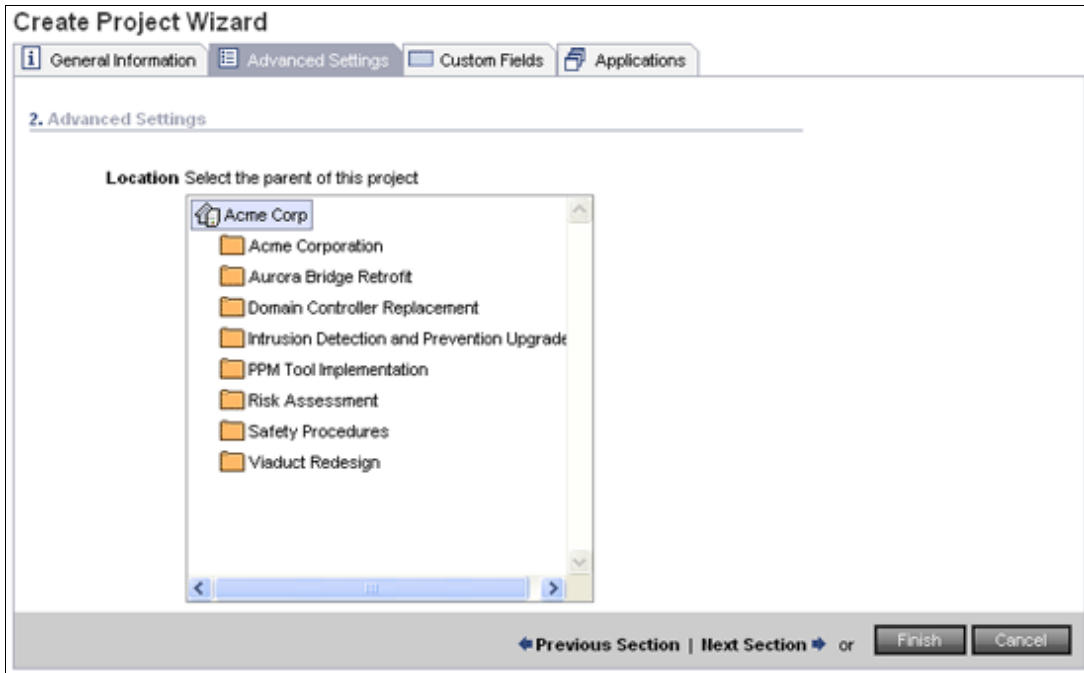 Create Project Wizard
General Information Advanced Settings Custom Fields Applications
2. Advanced Settings
Location Select the parent of this project
Acme Corp
Acme Corporation
Aurora Bridge Retrofit
Domain Controller Replacement
Intrusion Detection and Prevention Upgrade
PPM Tool Implementation
Risk Assessment
Safety Procedures
Viaduct Redesign
Previous Section | Next Section or Finish Cancel